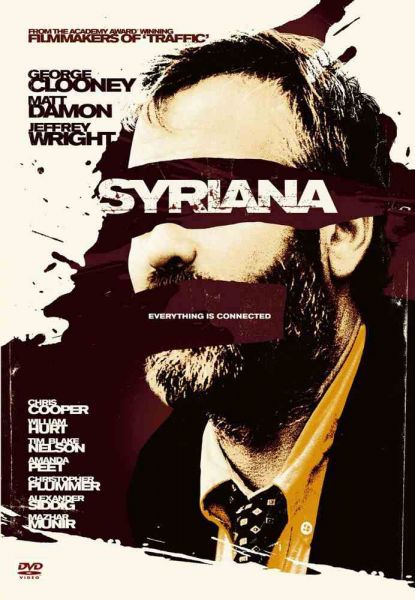 FROM THE ACADEMY AWARD® WINNING
FILMMAKERS OF 'TRAFFIC'
GEORGE
CLOONEY
MATT
DAMON
JEFFREY
WRIGHT
SYRIANA
EVERYTHING IS CONNECTED
CHRIS
COOPER
WILLIAM
HURT
TIM BLAKE
NELSON
AMANDA
PEET
CHRISTOPHER
PLUMMER
ALEXANDER
SIDDIG
MAZHAR
MUNIR
DVD
VIDEO